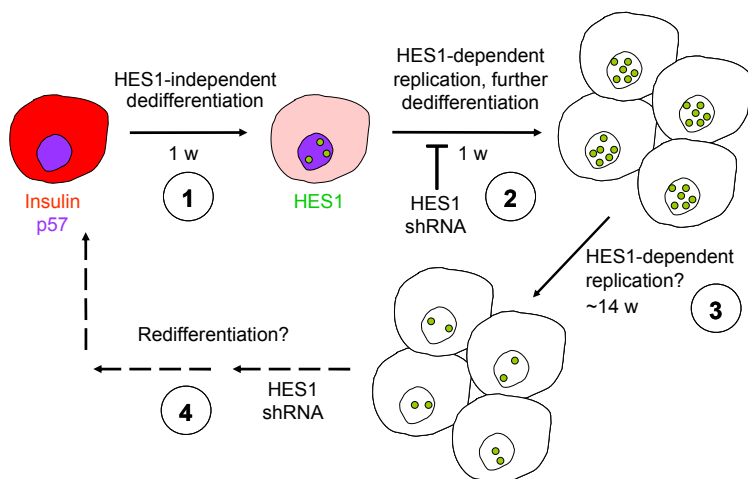 HES1-independent
dedifferentiation
1 w
1
Insulin
p57
HES1
HES1-dependent
replication, further
dedifferentiation
1 w
2
HES1
shRNA
HES1-dependent
replication?
~14 w
3
Redifferentiation?
4
HES1
shRNA